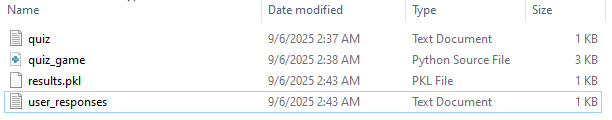 Name Date modified Type Size
quiz 9/6/2025 2:37 AM Text Document 1 KB
quiz_game 9/6/2025 2:38 AM Python Source File 3 KB
results.pkl 9/6/2025 2:43 AM PKL File 1 KB
user_responses 9/6/2025 2:43 AM Text Document 1 KB